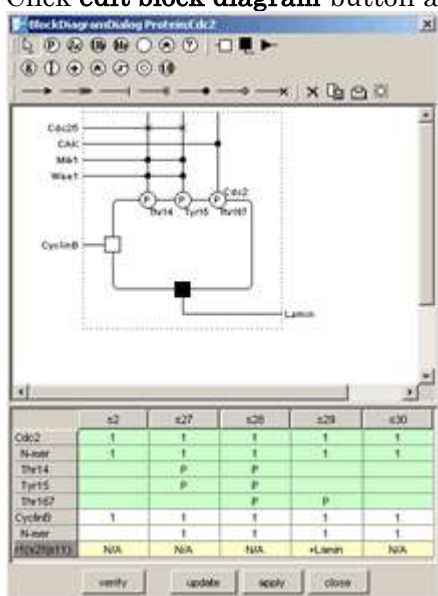 Click edit block diagram button a
BlockDiagramDialog Protein:Cdc2
P
?
Cdc25
CAK
Mik1
Wee1
P P P Cdc2
Thr14 Tyr15 Thr167
CyclinB
Lamin
s2 s27 s28 s29 s30
Cdc2 1 1 1 1 1
N-mer 1 1 1 1 1
Thr14 P P
Tyr15 P P
Thr167 P P
CyclinB 1 1 1 1 1
N-mer 1 1 1 1
N/A N/A N/A +Lamin N/A
verify update apply close